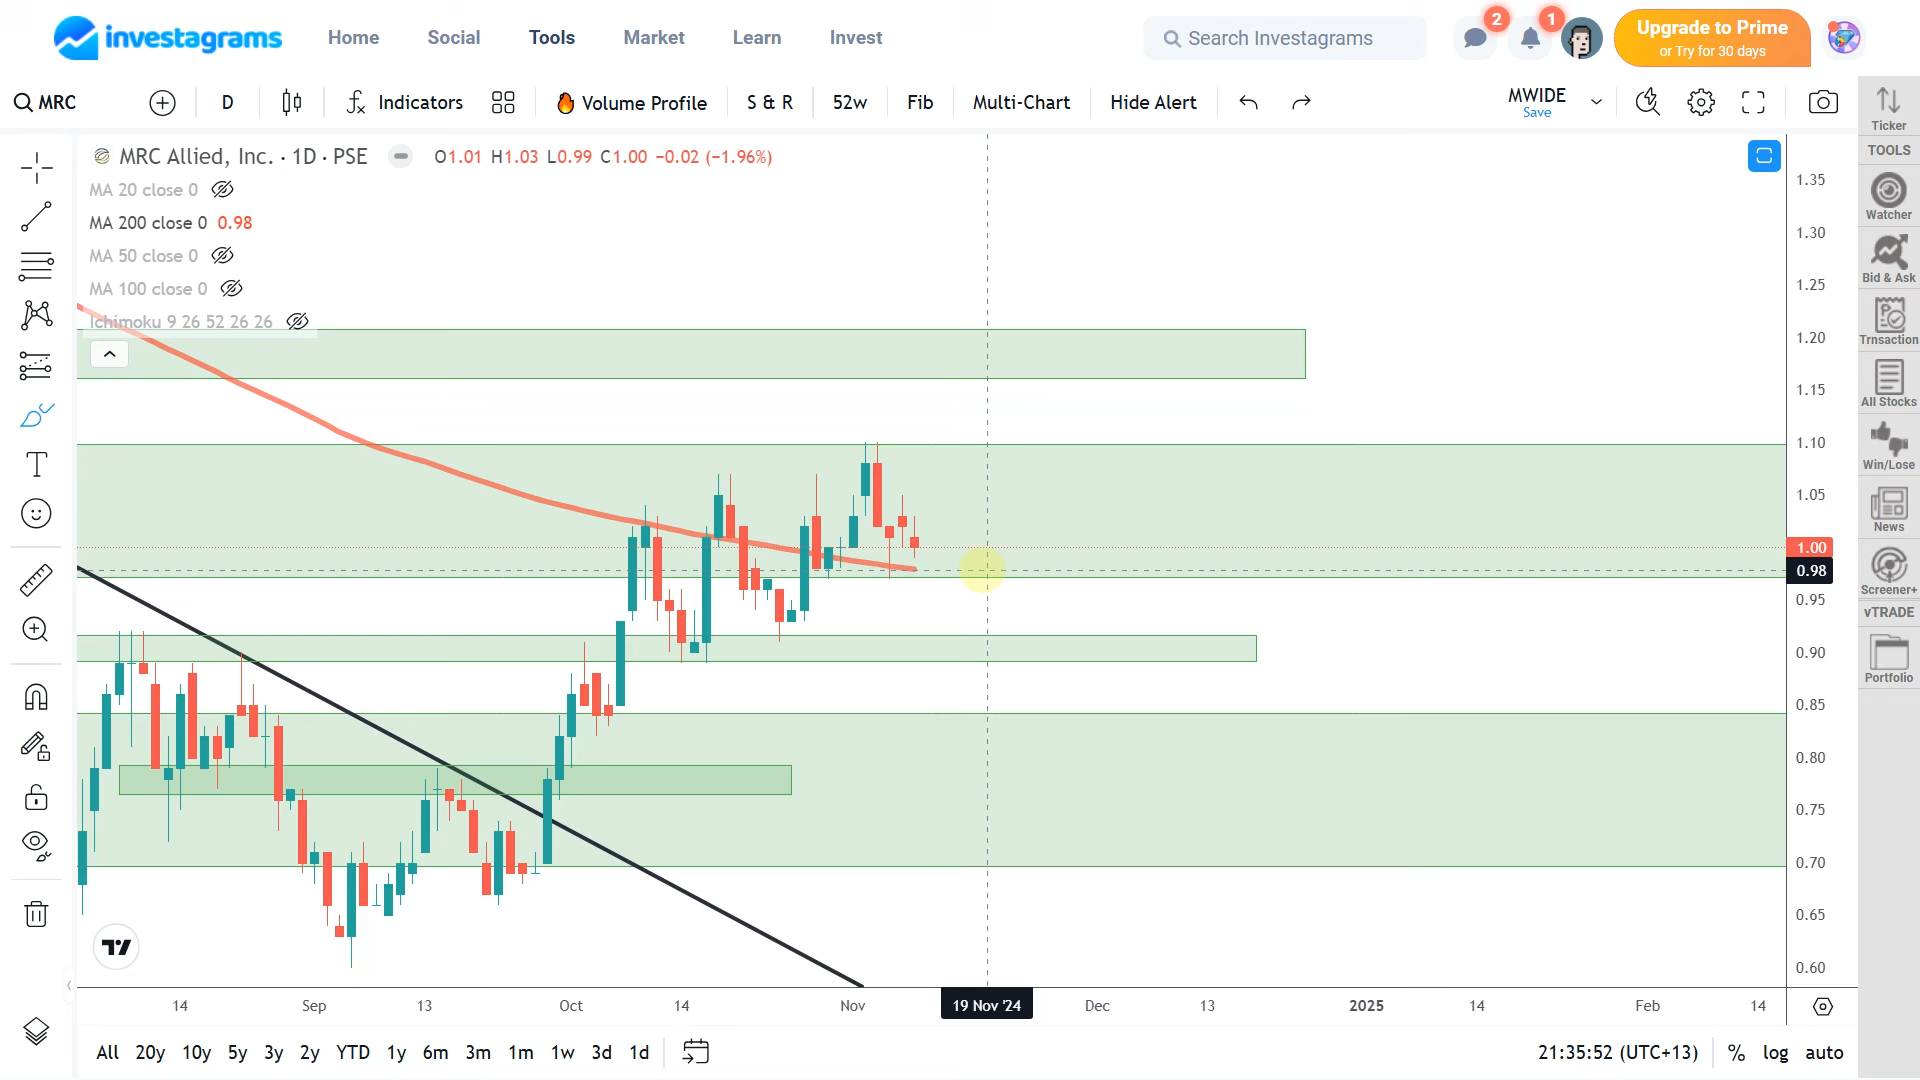 investagrams Home Social Tools Market Learn Invest Search Investagrams 2 1 Upgrade to Prime
or Try for 30 days
MRC D Indicators Volume Profile S & R 52w Fib Multi-Chart Hide Alert MWIDE
Save
MRC Allied, Inc. · 1D · PSE O1.01 H1.03 L0.99 C1.00 −0.02 (−1.96%)
MA 20 close 0
MA 200 close 0 0.98
MA 50 close 0
MA 100 close 0
Ichimoku 9 26 52 26 26
1.35
1.30
1.25
1.20
1.15
1.10
1.05
1.00
0.98
0.95
0.90
0.85
0.80
0.75
0.70
0.65
0.60
14 Sep 13 Oct 14 Nov 19 Nov '24 Dec 13 2025 14 Feb 14
All 20y 10y 5y 3y 2y YTD 1y 6m 3m 1m 1w 3d 1d 21:35:52 (UTC+13) % log auto
Ticker
TOOLS
Watcher
Bid & Ask
Trnsaction
All Stocks
Win/Lose
News
Screener+
vTRADE
Portfolio